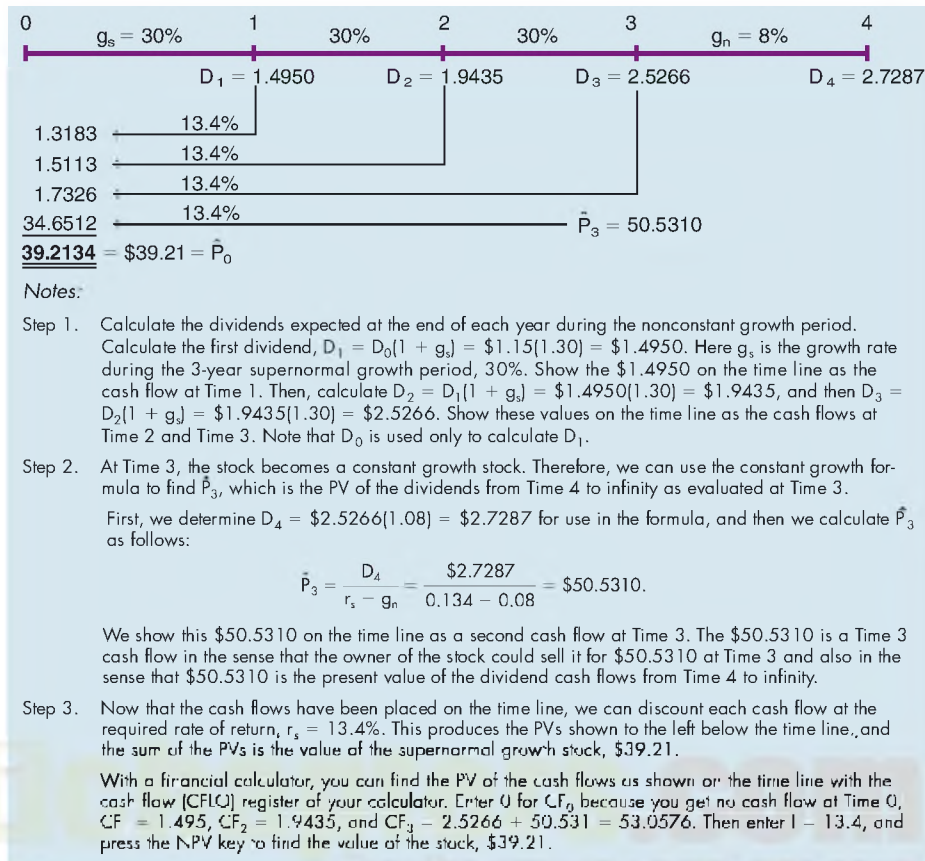 0 1 2 3 4
gs = 30% 30% 30% gn = 8%
D1 = 1.4950 D2 = 1.9435 D3 = 2.5266 D4 = 2.7287
1.3183 13.4%
1.5113 13.4%
1.7326 13.4%
34.6512 13.4% P̂3 = 50.5310
39.2134 = $39.21 = P̂0
Notes:
Step 1. Calculate the dividends expected at the end of each year during the nonconstant growth period.
Calculate the first dividend, D1 = D0(1 + gs) = $1.15(1.30) = $1.4950. Here gs is the growth rate
during the 3-year supernormal growth period, 30%. Show the $1.4950 on the time line as the
cash flow at Time 1. Then, calculate D2 = D1(1 + gs) = $1.4950(1.30) = $1.9435, and then D3 =
D2(1 + gs) = $1.9435(1.30) = $2.5266. Show these values on the time line as the cash flows at
Time 2 and Time 3. Note that D0 is used only to calculate D1.
Step 2. At Time 3, the stock becomes a constant growth stock. Therefore, we can use the constant growth for-
mula to find P̂3, which is the PV of the dividends from Time 4 to infinity as evaluated at Time 3.
First, we determine D4 = $2.5266(1.08) = $2.7287 for use in the formula, and then we calculate P̂3
as follows:
P̂3 = D4 / (rs − gn) = $2.7287 / (0.134 − 0.08) = $50.5310.
We show this $50.5310 on the time line as a second cash flow at Time 3. The $50.5310 is a Time 3
cash flow in the sense that the owner of the stock could sell it for $50.5310 at Time 3 and also in the
sense that $50.5310 is the present value of the dividend cash flows from Time 4 to infinity.
Step 3. Now that the cash flows have been placed on the time line, we can discount each cash flow at the
required rate of return, rs = 13.4%. This produces the PVs shown to the left below the time line, and
the sum of the PVs is the value of the supernormal growth stock, $39.21.
With a financial calculator, you can find the PV of the cash flows as shown on the time line with the
cash flow (CFLO) register of your calculator. Enter 0 for CF0 because you get no cash flow at Time 0,
CF = 1.495, CF2 = 1.9435, and CF3 = 2.5266 + 50.531 = 53.0576. Then enter I = 13.4, and
press the NPV key to find the value of the stock, $39.21.